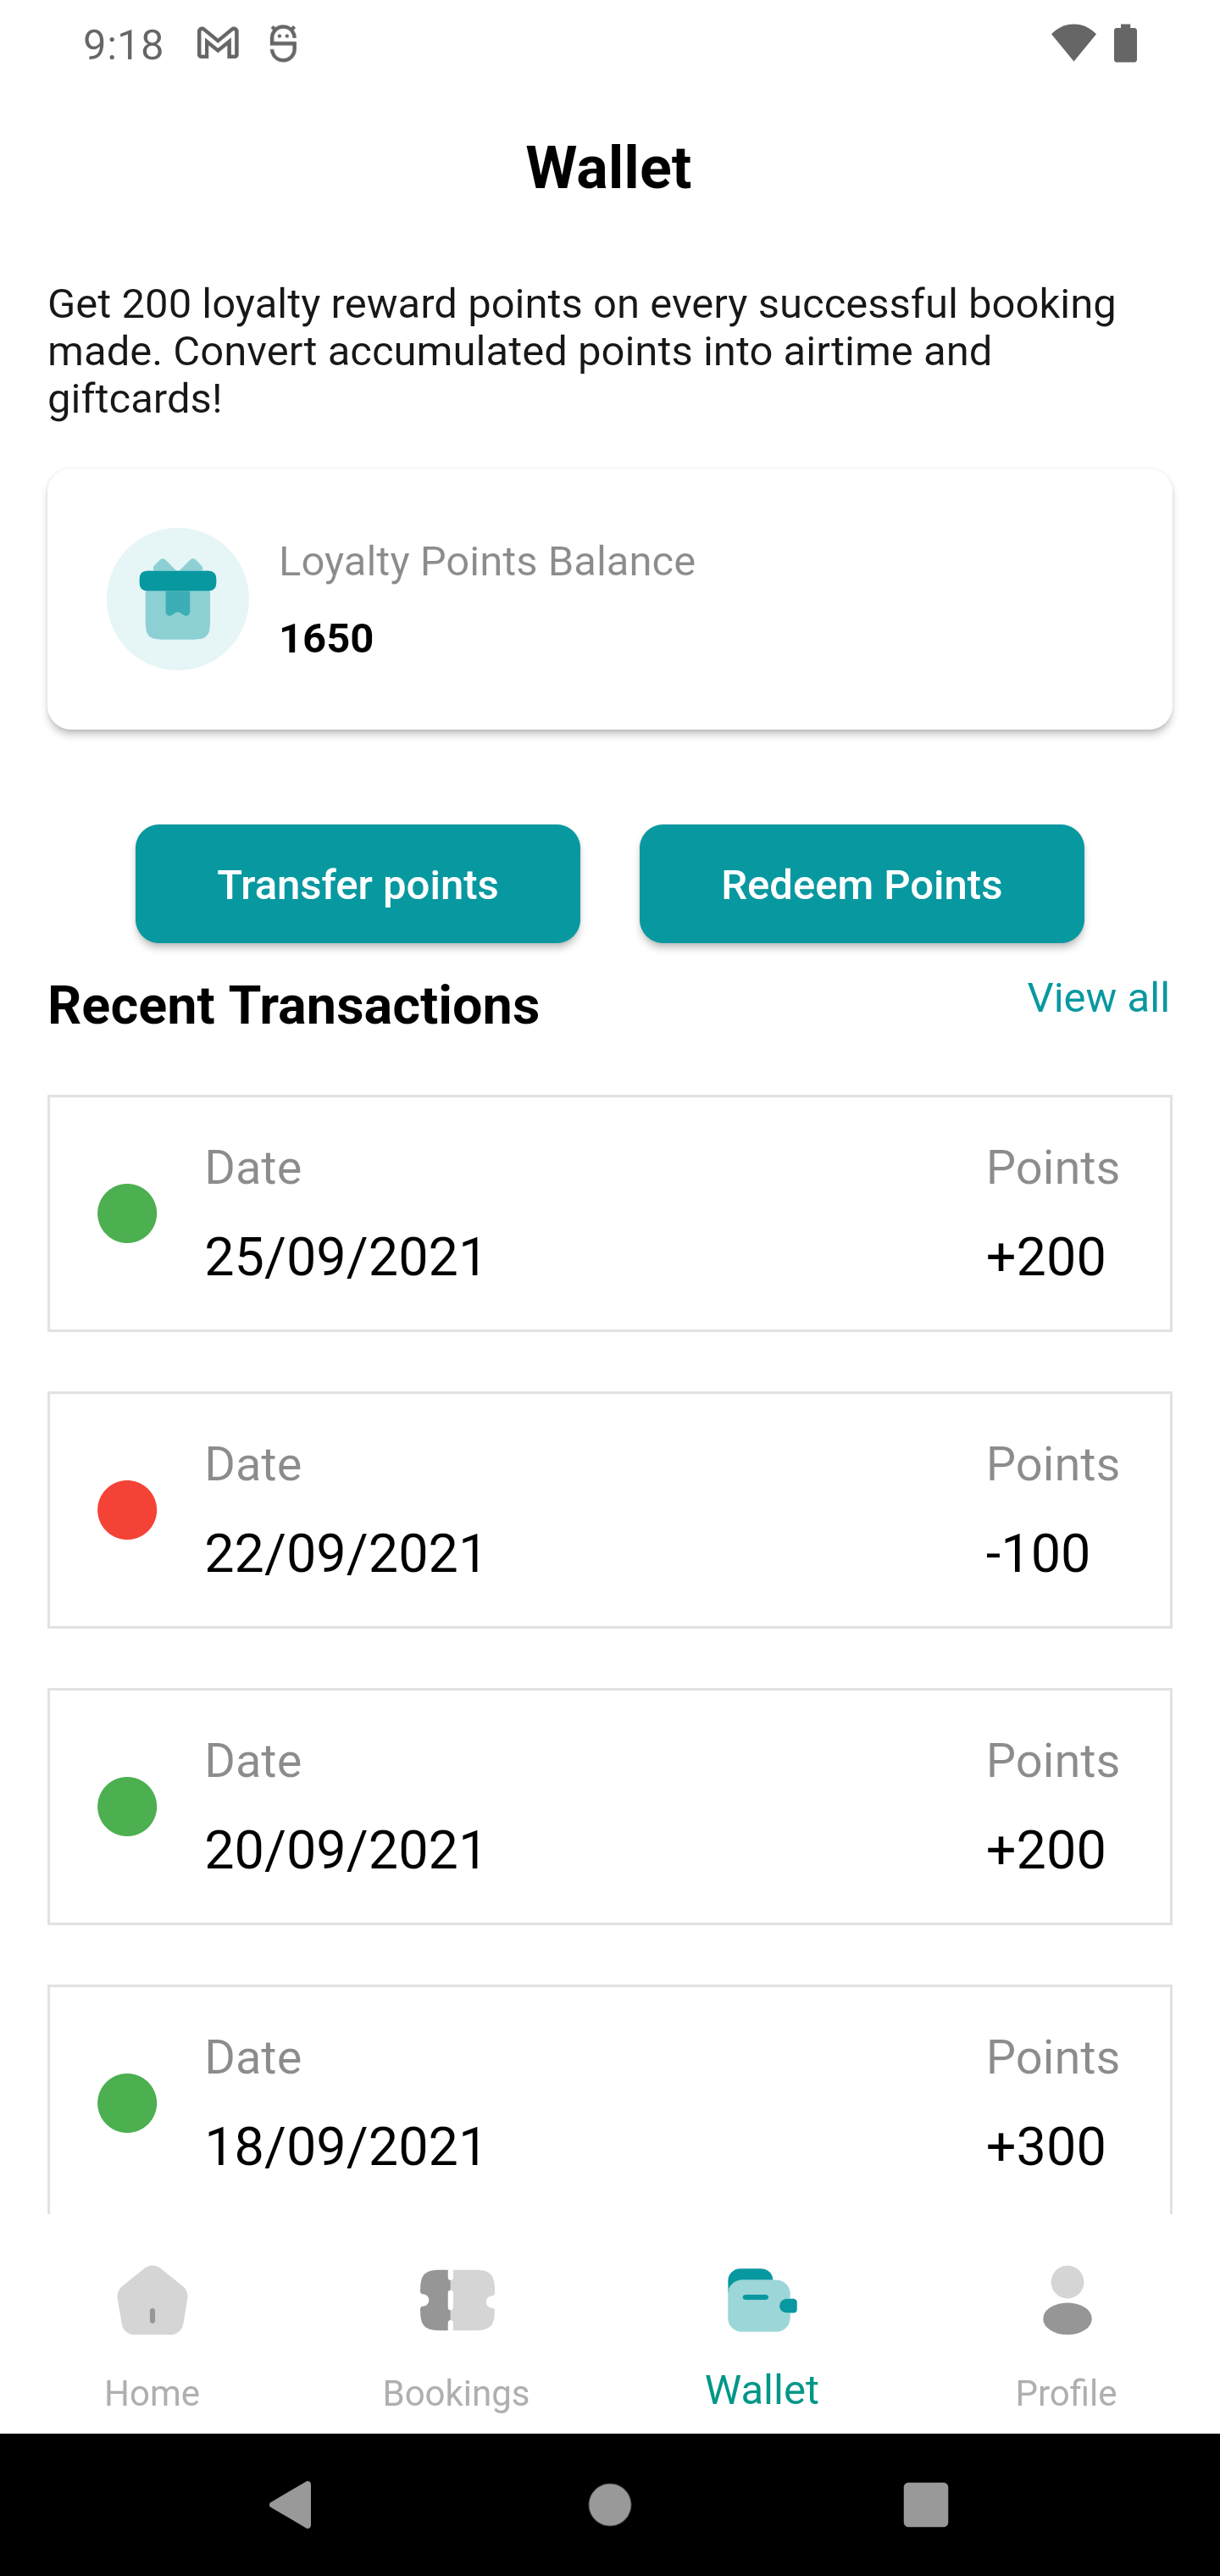 9:18
Wallet
Get 200 loyalty reward points on every successful booking
made. Convert accumulated points into airtime and
giftcards!
Loyalty Points Balance
1650
Transfer points Redeem Points
Recent Transactions View all
Date Points
25/09/2021 +200
Date Points
22/09/2021 -100
Date Points
20/09/2021 +200
Date Points
18/09/2021 +300
Home Bookings Wallet Profile